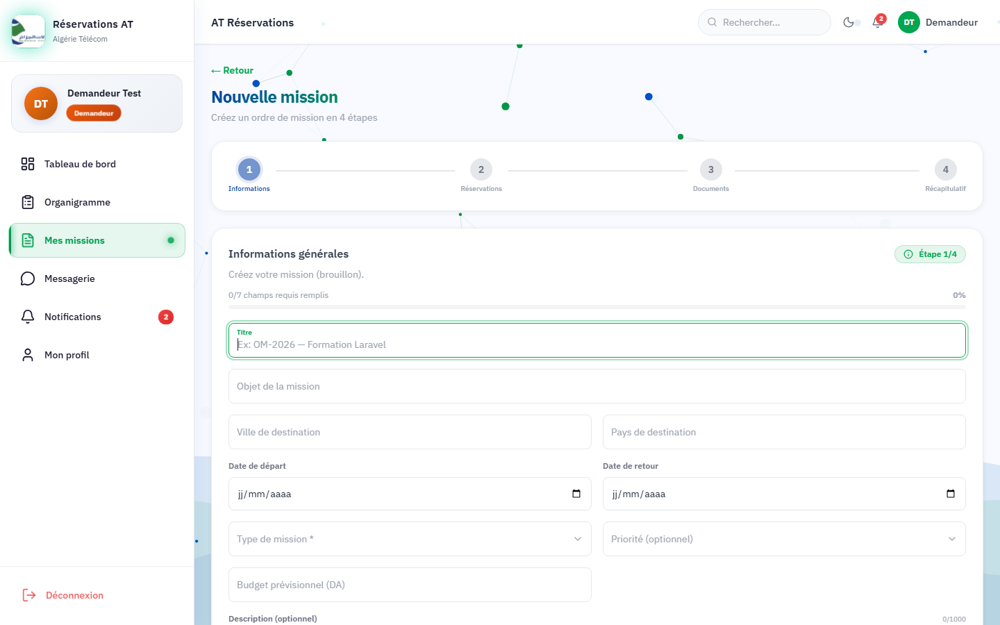 Réservations AT
Algérie Télécom
DT
Demandeur Test
Demandeur
Tableau de bord
Organigramme
Mes missions
Messagerie
Notifications
2
Mon profil
Déconnexion
AT Réservations
Rechercher...
2
DT
Demandeur
← Retour
Nouvelle mission
Créez un ordre de mission en 4 étapes
1
Informations
2
Réservations
3
Documents
4
Récapitulatif
Informations générales
Étape 1/4
Créez votre mission (brouillon).
0/7 champs requis remplis
0%
Titre
Ex: OM-2026 — Formation Laravel
Objet de la mission
Ville de destination
Pays de destination
Date de départ
Date de retour
jj/mm/aaaa
jj/mm/aaaa
Type de mission *
Priorité (optionnel)
Budget prévisionnel (DA)
Description (optionnel)
0/1000